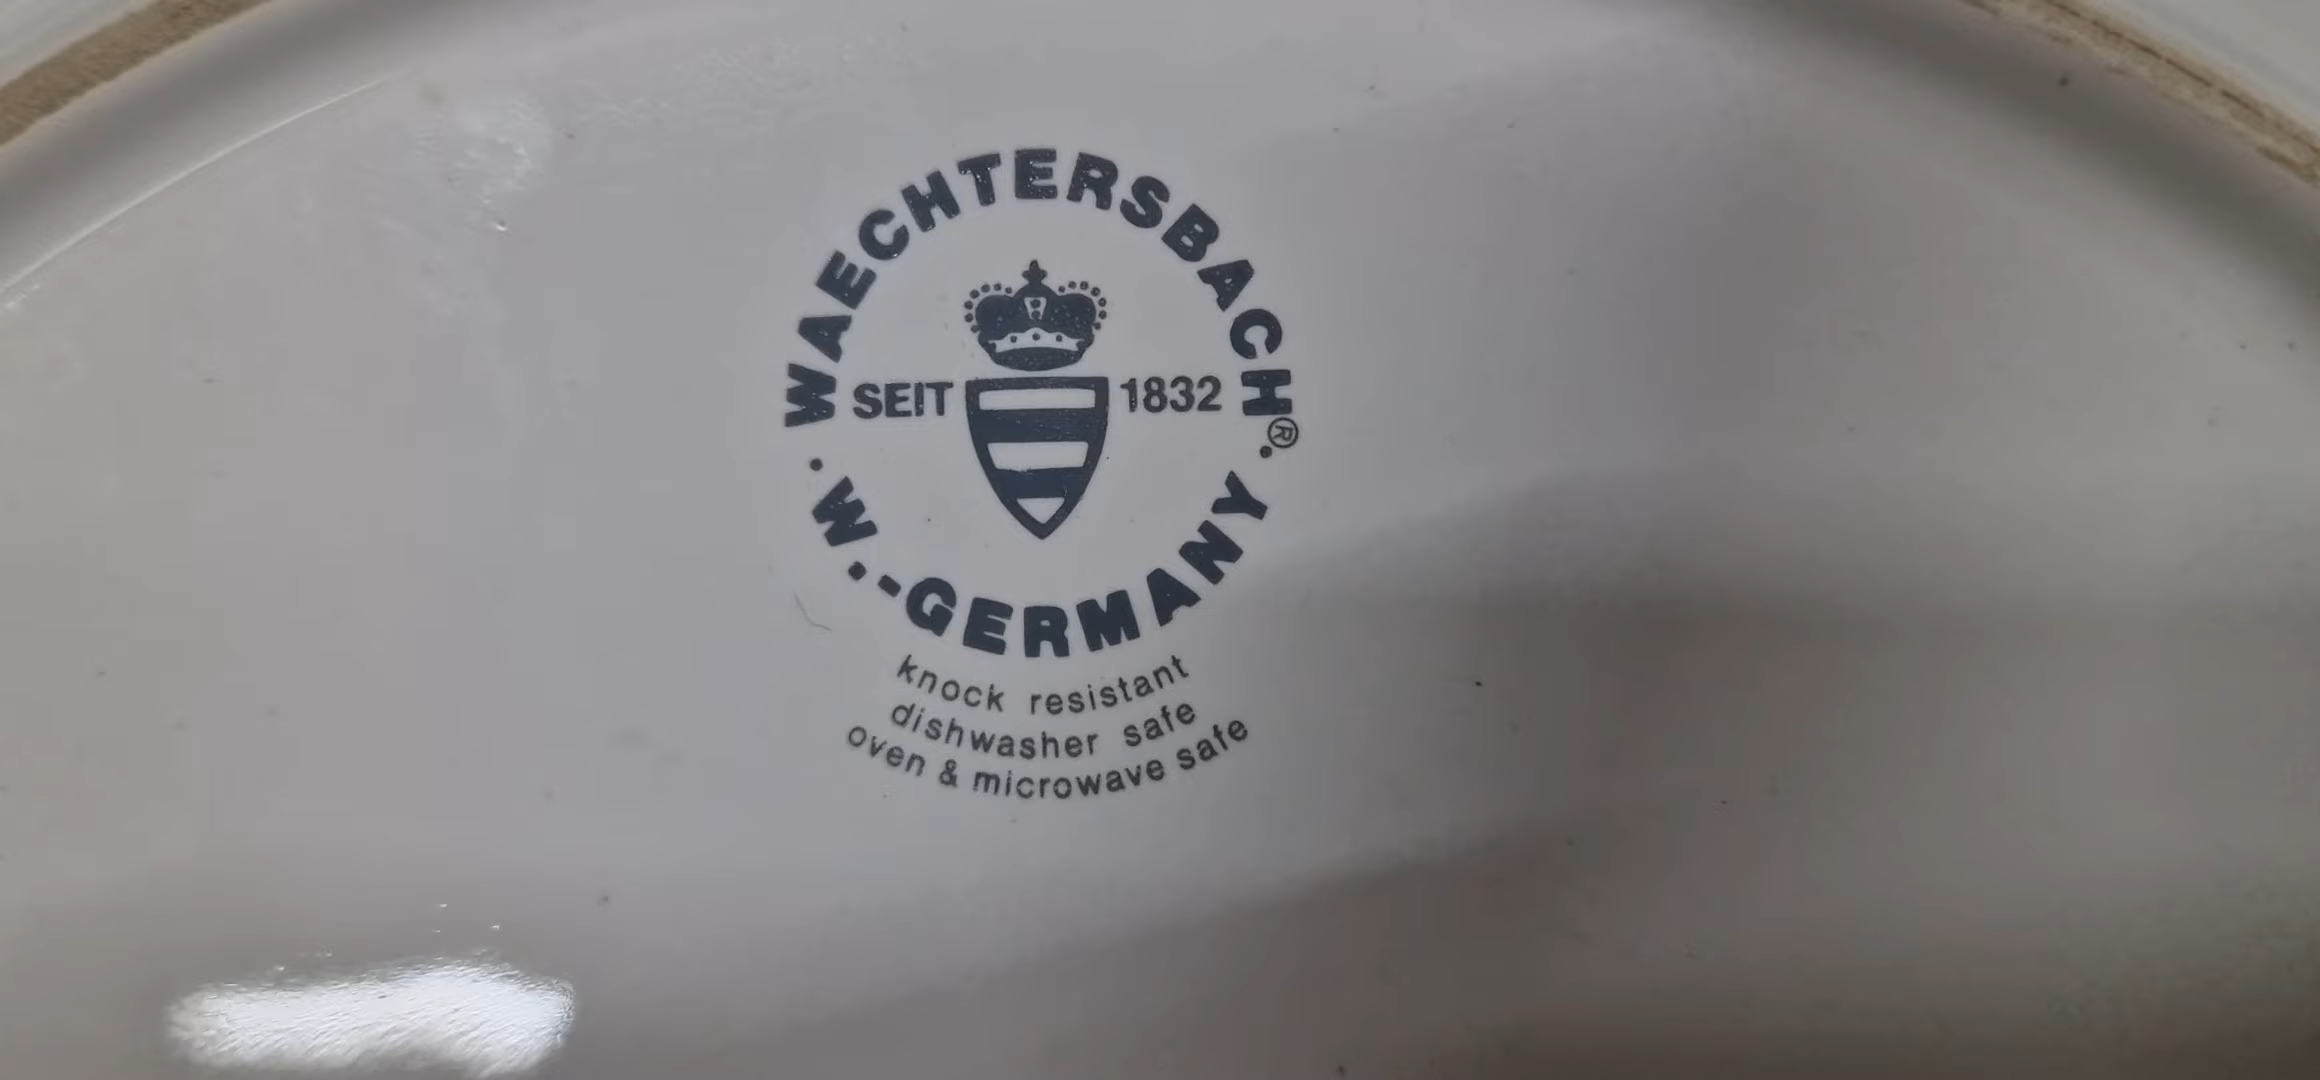 WAECHTERSBACH®
SEIT 1832
· W.-GERMANY ·
knock resistant
dishwasher safe
oven & microwave safe